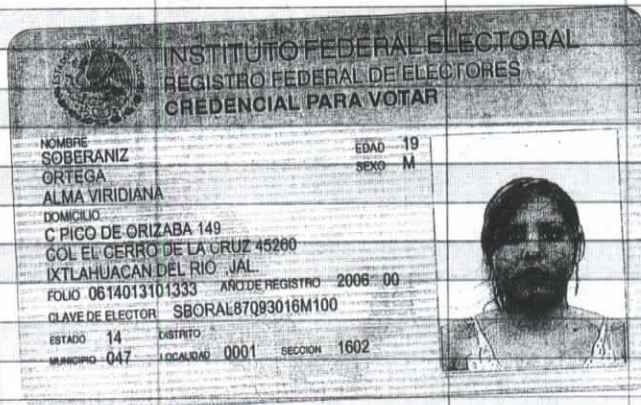 INSTITUTO FEDERAL ELECTORAL
REGISTRO FEDERAL DE ELECTORES
CREDENCIAL PARA VOTAR
NOMBRE
SOBERANIZ
ORTEGA
ALMA VIRIDIANA
EDAD 19
SEXO M
DOMICILIO
C PICO DE ORIZABA 149
COL EL CERRO DE LA CRUZ 45260
IXTLAHUACAN DEL RIO ,JAL.
FOLIO 0614013101333 AÑO DE REGISTRO 2006 00
CLAVE DE ELECTOR SBORAL87093016M100
ESTADO 14 DISTRITO
MUNICIPIO 047 LOCALIDAD 0001 SECCION 1602